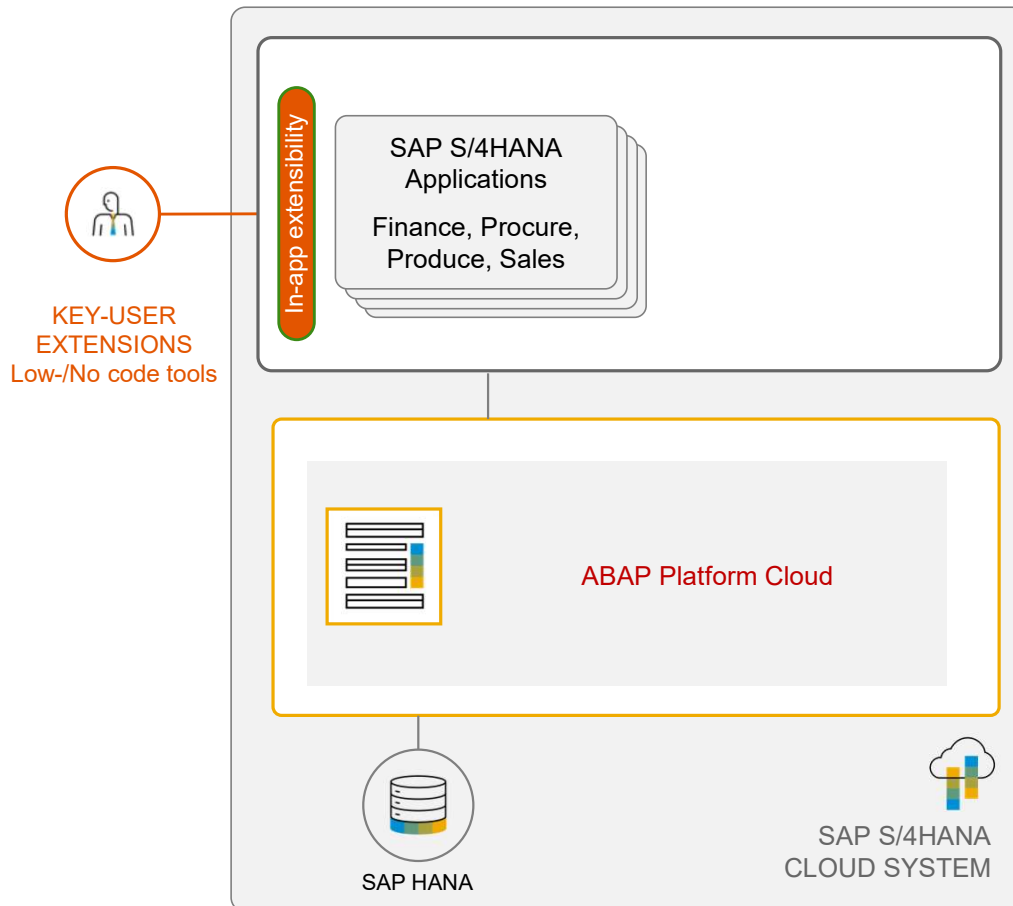 In-app extensibility
SAP S/4HANA
Applications
Finance, Procure,
Produce, Sales
KEY-USER
EXTENSIONS
Low-/No code tools
ABAP Platform Cloud
SAP HANA
SAP S/4HANA
CLOUD SYSTEM